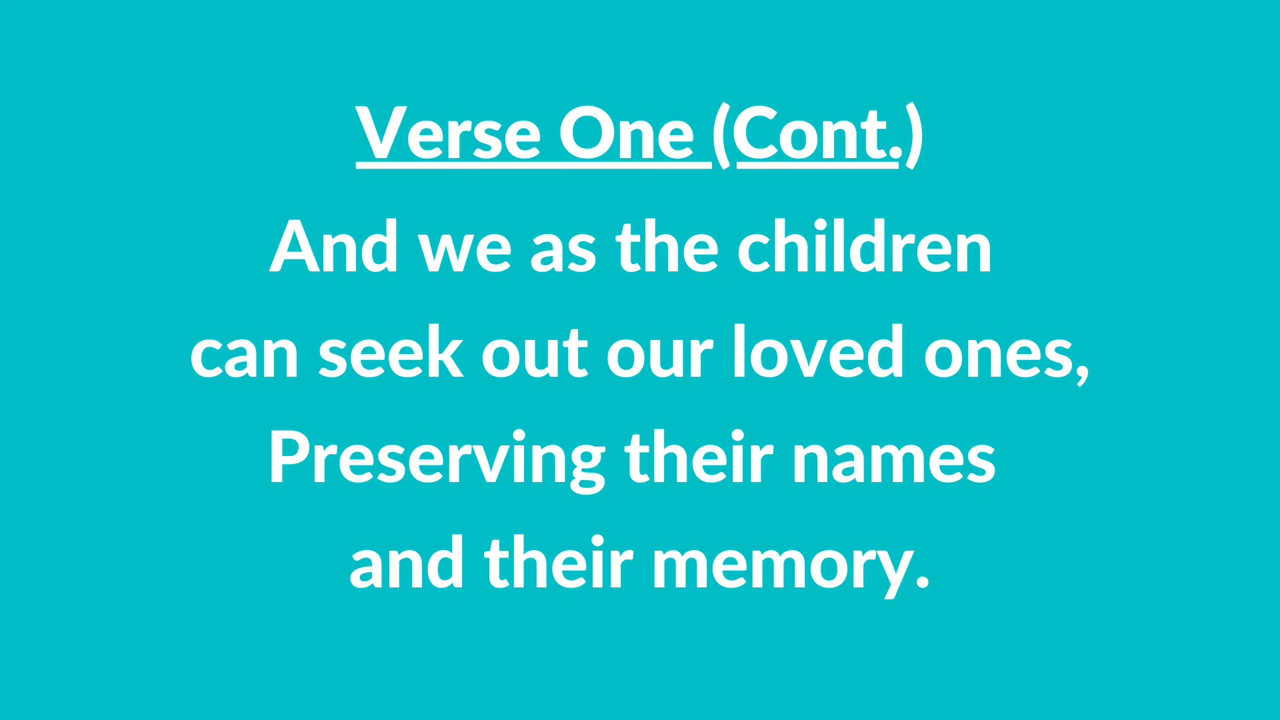 Verse One (Cont.)
And we as the children
can seek out our loved ones,
Preserving their names
and their memory.